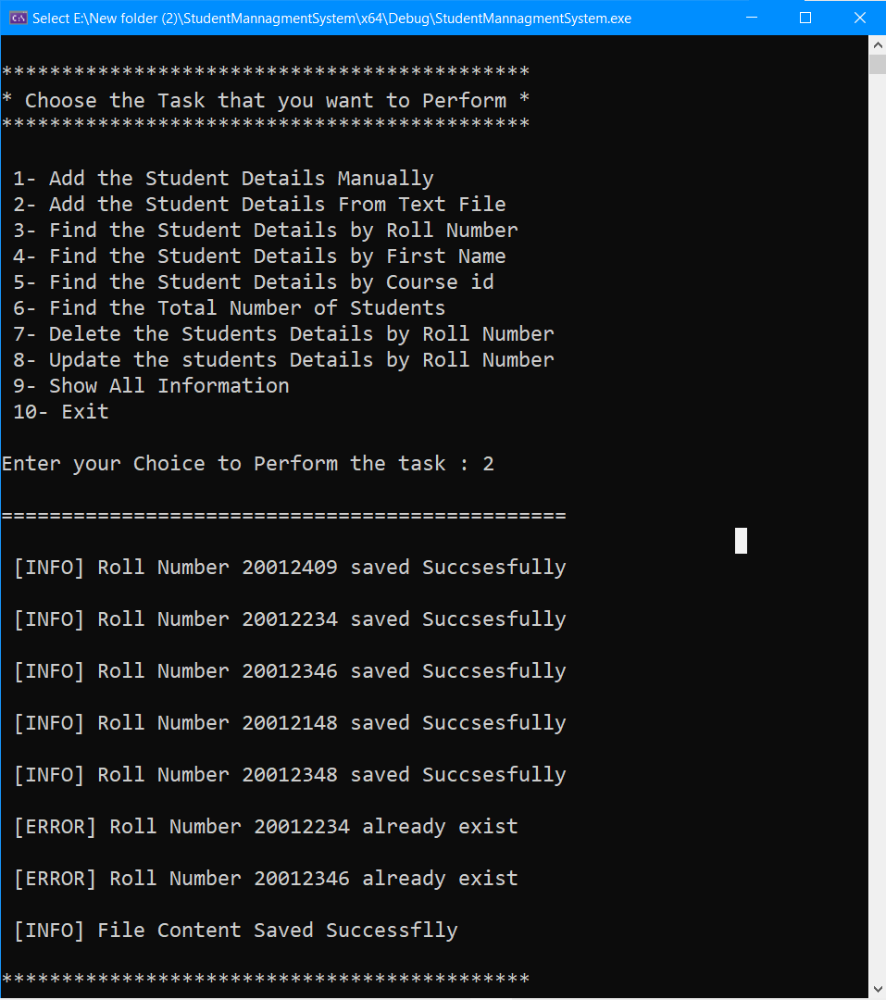 Select E:\New folder (2)\StudentMannagmentSystem\x64\Debug\StudentMannagmentSystem.exe
********************************************
* Choose the Task that you want to Perform *
********************************************
1- Add the Student Details Manually
2- Add the Student Details From Text File
3- Find the Student Details by Roll Number
4- Find the Student Details by First Name
5- Find the Student Details by Course id
6- Find the Total Number of Students
7- Delete the Students Details by Roll Number
8- Update the students Details by Roll Number
9- Show All Information
10- Exit
Enter your Choice to Perform the task : 2
===============================================
[INFO] Roll Number 20012409 saved Succsesfully
[INFO] Roll Number 20012234 saved Succsesfully
[INFO] Roll Number 20012346 saved Succsesfully
[INFO] Roll Number 20012148 saved Succsesfully
[INFO] Roll Number 20012348 saved Succsesfully
[ERROR] Roll Number 20012234 already exist
[ERROR] Roll Number 20012346 already exist
[INFO] File Content Saved Successflly
********************************************